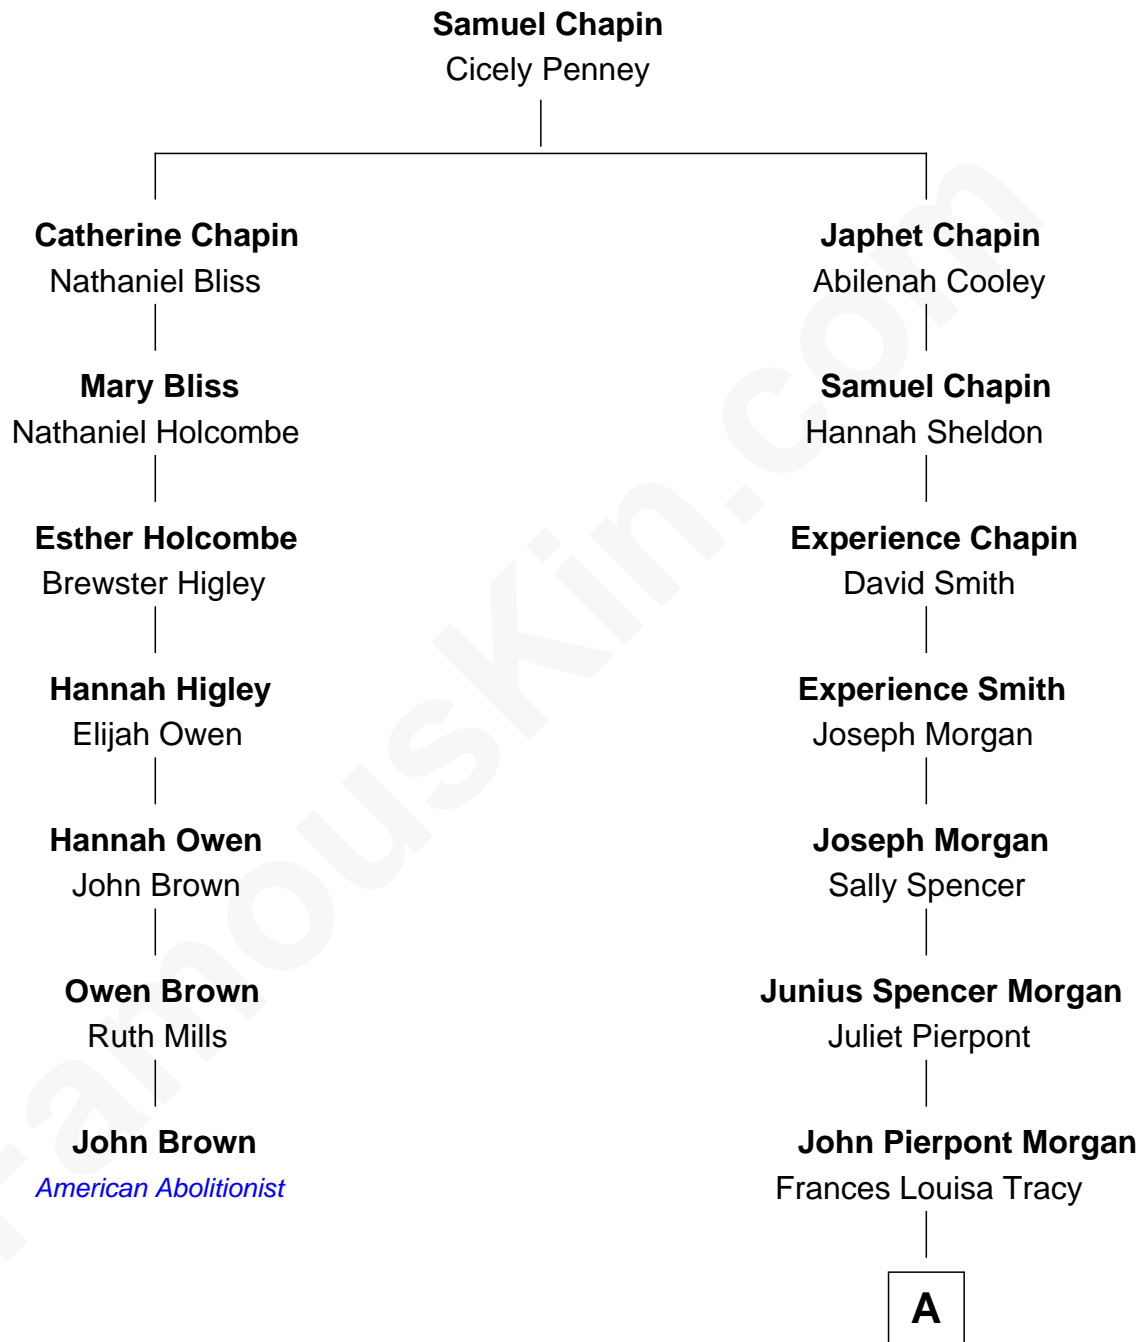 Samuel Chapin
Cicely Penney
Catherine Chapin
Nathaniel Bliss
Japhet Chapin
Abilenah Cooley
Mary Bliss
Nathaniel Holcombe
Samuel Chapin
Hannah Sheldon
Esther Holcombe
Brewster Higley
Experience Chapin
David Smith
Hannah Higley
Elijah Owen
Experience Smith
Joseph Morgan
Hannah Owen
John Brown
Joseph Morgan
Sally Spencer
Owen Brown
Ruth Mills
Junius Spencer Morgan
Juliet Pierpont
John Brown
American Abolitionist
John Pierpont Morgan
Frances Louisa Tracy
A
FamousKin.com